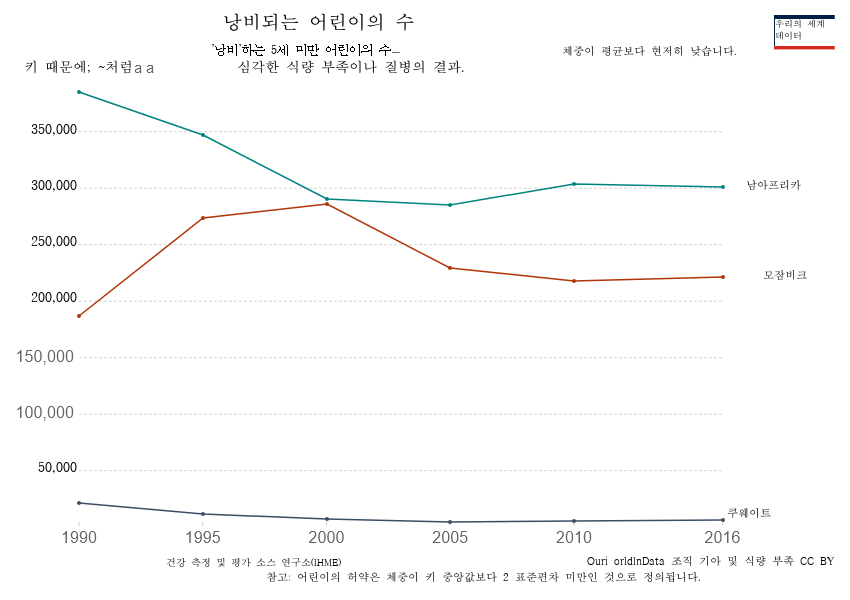 낭비되는 어린이의 수
우리의 세계
데이터
'낭비'하는 5세 미만 어린이의 수—
체중이 평균보다 현저히 낮습니다.
키 때문에; ~처럼a a
심각한 식량 부족이나 질병의 결과.
350,000
300,000
남아프리카
250,000
모잠비크
200,000
150,000
100,000
50,000
쿠웨이트
1990 1995 2000 2005 2010 2016
건강 측정 및 평가 소스 연구소(IHME)
Ouri orldInData 조직 기아 및 식량 부족 CC BY
참고: 어린이의 허약은 체중이 키 중앙값보다 2 표준편차 미만인 것으로 정의됩니다.